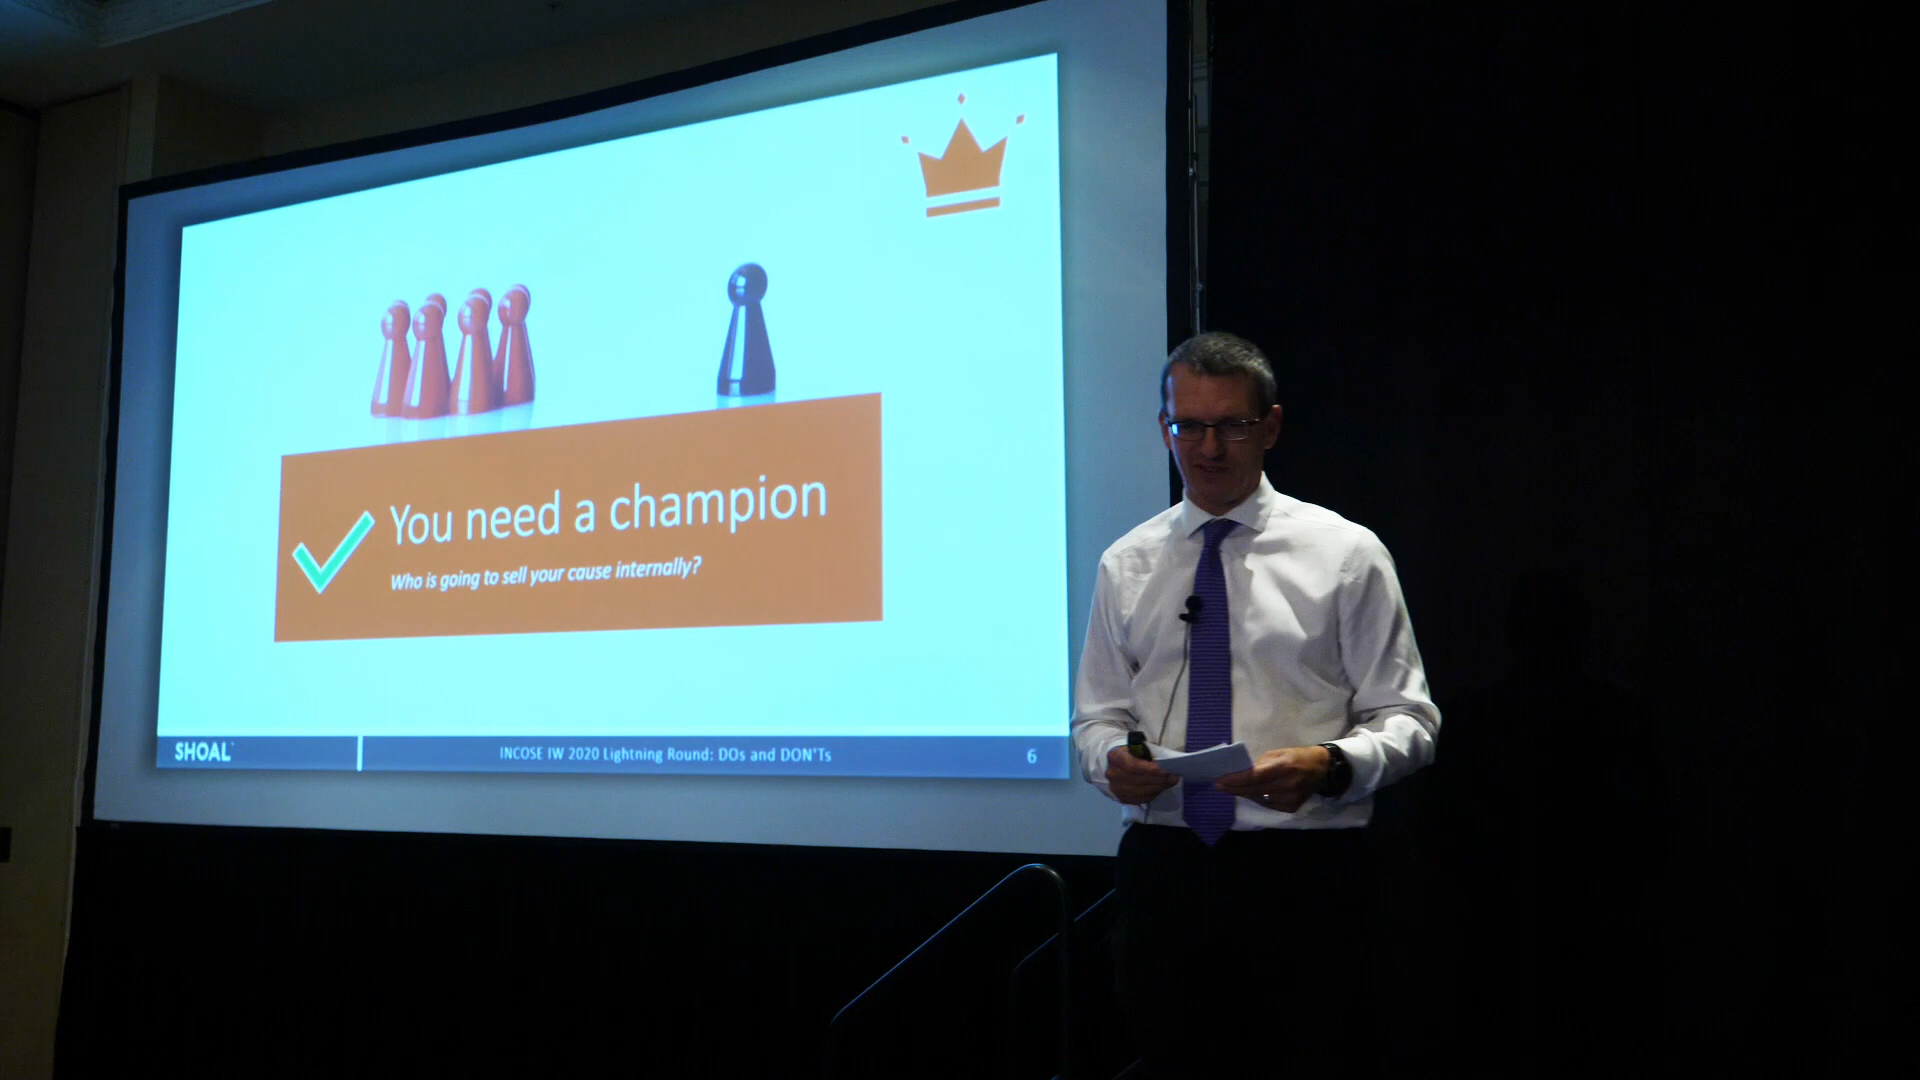 You need a champion
Who is going to sell your cause internally?
SHOAL
INCOSE IW 2020 Lightning Round: DOs and DON'Ts
6